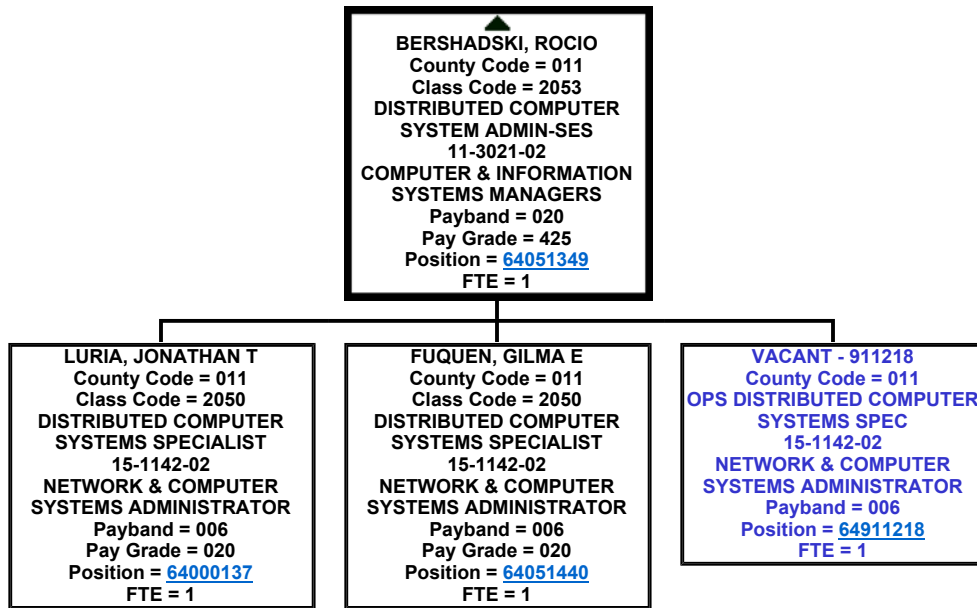 BERSHADSKI, ROCIO
County Code = 011
Class Code = 2053
DISTRIBUTED COMPUTER
SYSTEM ADMIN-SES
11-3021-02
COMPUTER & INFORMATION
SYSTEMS MANAGERS
Payband = 020
Pay Grade = 425
Position = 64051349
FTE = 1
LURIA, JONATHAN T
County Code = 011
Class Code = 2050
DISTRIBUTED COMPUTER
SYSTEMS SPECIALIST
15-1142-02
NETWORK & COMPUTER
SYSTEMS ADMINISTRATOR
Payband = 006
Pay Grade = 020
Position = 64000137
FTE = 1
FUQUEN, GILMA E
County Code = 011
Class Code = 2050
DISTRIBUTED COMPUTER
SYSTEMS SPECIALIST
15-1142-02
NETWORK & COMPUTER
SYSTEMS ADMINISTRATOR
Payband = 006
Pay Grade = 020
Position = 64051440
FTE = 1
VACANT - 911218
County Code = 011
OPS DISTRIBUTED COMPUTER
SYSTEMS SPEC
15-1142-02
NETWORK & COMPUTER
SYSTEMS ADMINISTRATOR
Payband = 006
Position = 64911218
FTE = 1